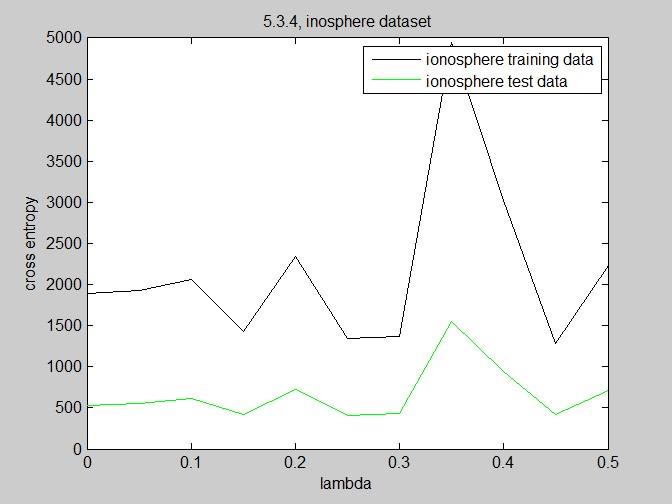 5.3.4, inosphere dataset
5000
4500
4000
3500
3000
2500
2000
1500
1000
500
0
cross entropy
ionosphere training data
ionosphere test data
0 0.1 0.2 0.3 0.4 0.5
lambda